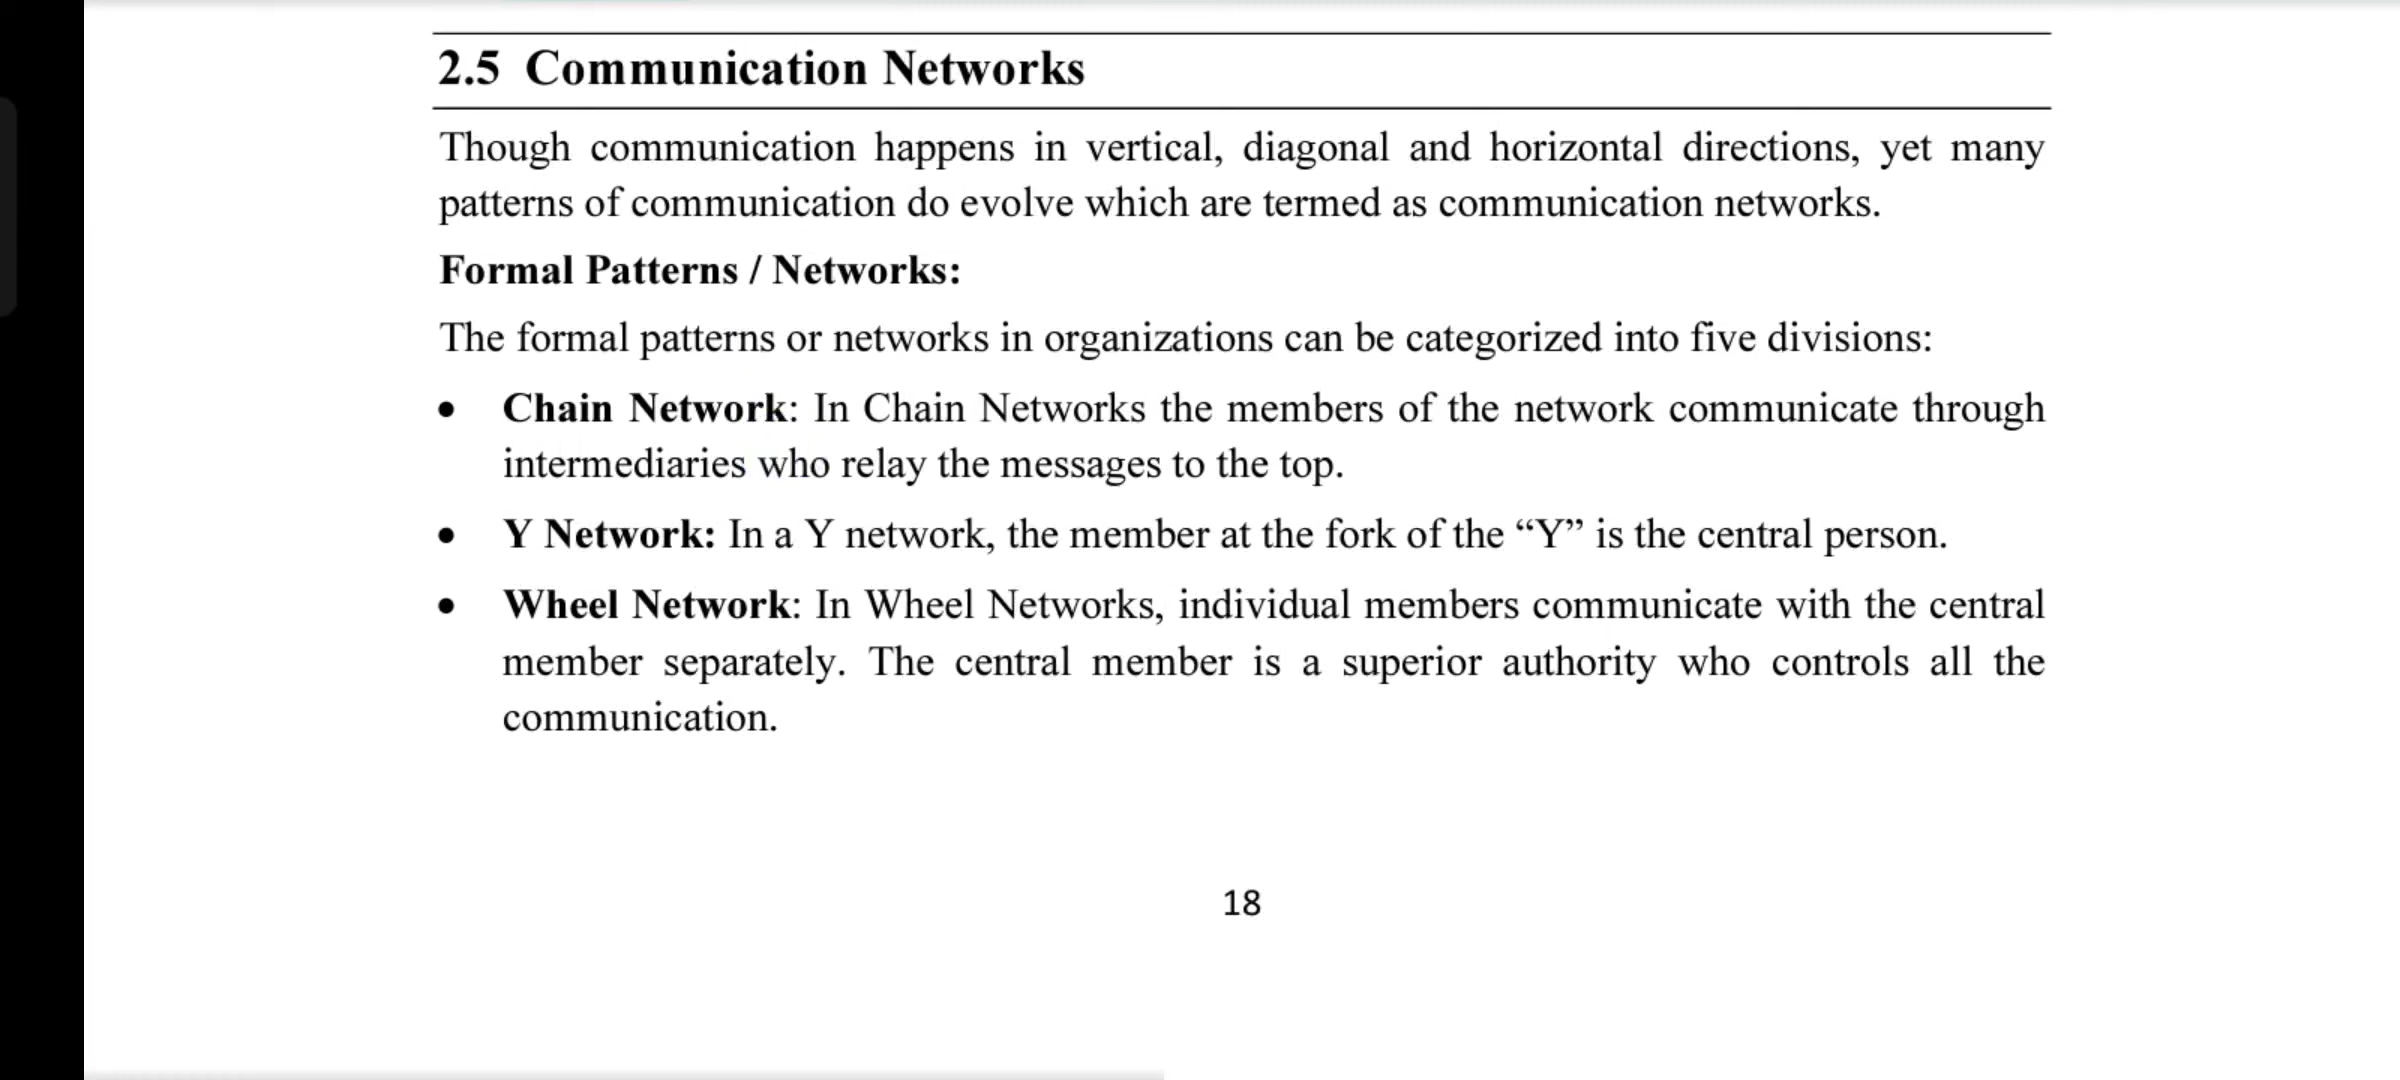 2.5 Communication Networks
Though communication happens in vertical, diagonal and horizontal directions, yet many
patterns of communication do evolve which are termed as communication networks.
Formal Patterns / Networks:
The formal patterns or networks in organizations can be categorized into five divisions:
• Chain Network: In Chain Networks the members of the network communicate through
intermediaries who relay the messages to the top.
• Y Network: In a Y network, the member at the fork of the “Y” is the central person.
• Wheel Network: In Wheel Networks, individual members communicate with the central
member separately. The central member is a superior authority who controls all the
communication.
18